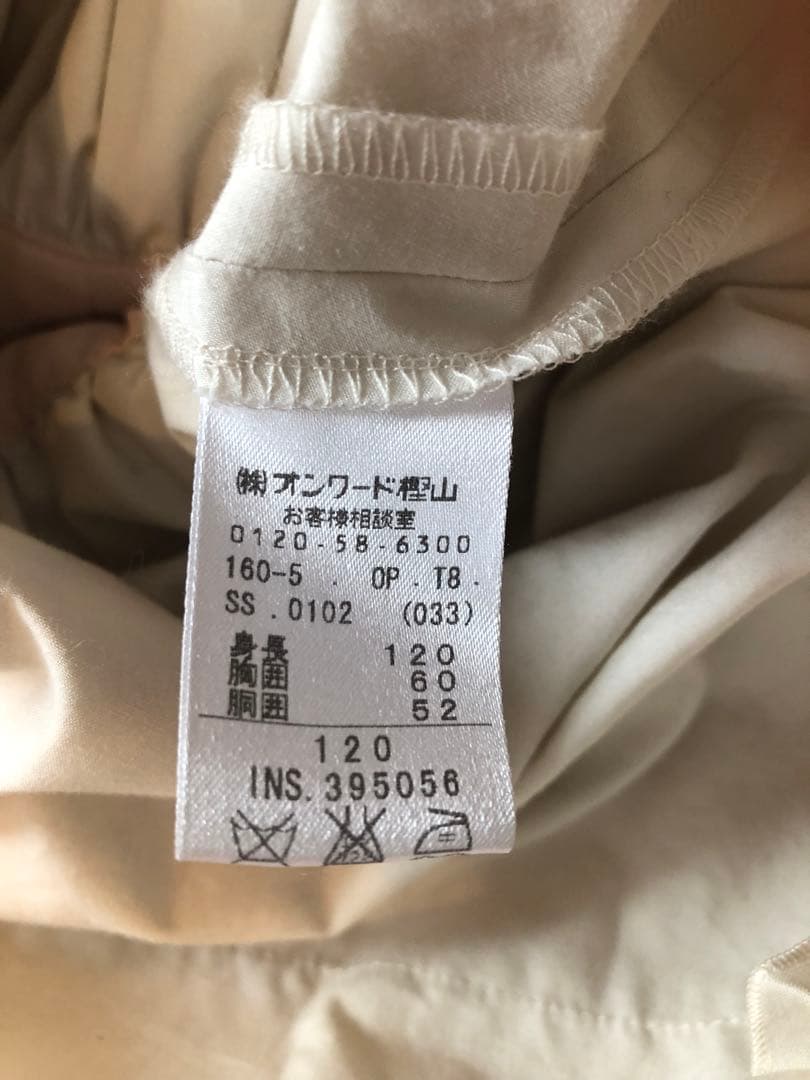 (株)オンワード樫山
お客様相談室
0120-58-6300
160-5 . OP . T8 .
SS . 0102 (033)
身長 120
胸囲 60
胴囲 52
120
INS. 395056